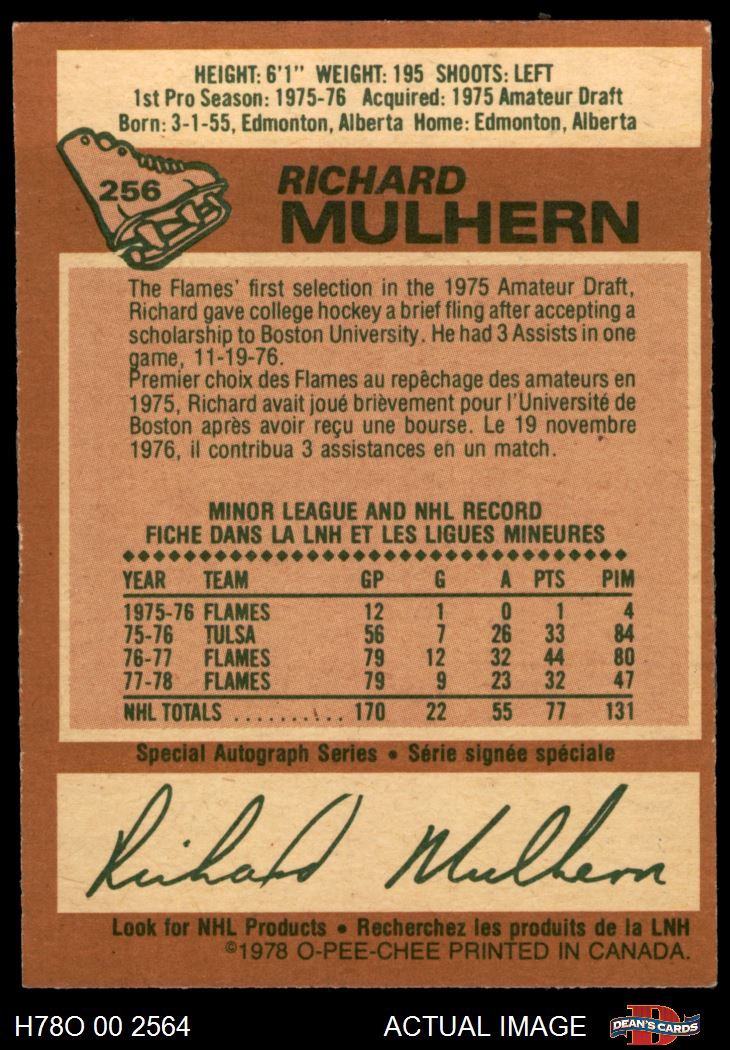 HEIGHT: 6'1" WEIGHT: 195 SHOOTS: LEFT
1st Pro Season: 1975-76 Acquired: 1975 Amateur Draft
Born: 3-1-55, Edmonton, Alberta Home: Edmonton, Alberta
256
RICHARD
MULHERN
The Flames' first selection in the 1975 Amateur Draft,
Richard gave college hockey a brief fling after accepting a
scholarship to Boston University. He had 3 Assists in one
game, 11-19-76.
Premier choix des Flames au repêchage des amateurs en
1975, Richard avait joué brièvement pour l'Université de
Boston après avoir reçu une bourse. Le 19 novembre
1976, il contribua 3 assistances en un match.
MINOR LEAGUE AND NHL RECORD
FICHE DANS LA LNH ET LES LIGUES MINEURES
YEAR TEAM GP G A PTS PIM
1975-76 FLAMES 12 1 0 1 4
75-76 TULSA 56 7 26 33 84
76-77 FLAMES 79 12 32 44 80
77-78 FLAMES 79 9 23 32 47
NHL TOTALS .......... 170 22 55 77 131
Special Autograph Series • Série signée spéciale
Richard Mulhern
Look for NHL Products • Recherchez les produits de la LNH
©1978 O-PEE-CHEE PRINTED IN CANADA.
H78O 00 2564 ACTUAL IMAGE DEAN'S CARDS